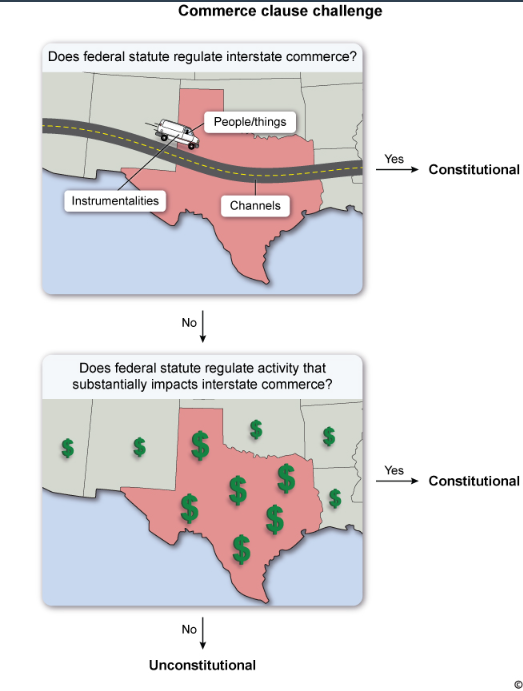 Commerce clause challenge
Does federal statute regulate interstate commerce?
People/things
Instrumentalities
Channels
Yes
Constitutional
No
Does federal statute regulate activity that
substantially impacts interstate commerce?
$ $ $ $ $
$ $ $
$ $
$
Yes
Constitutional
No
Unconstitutional
©